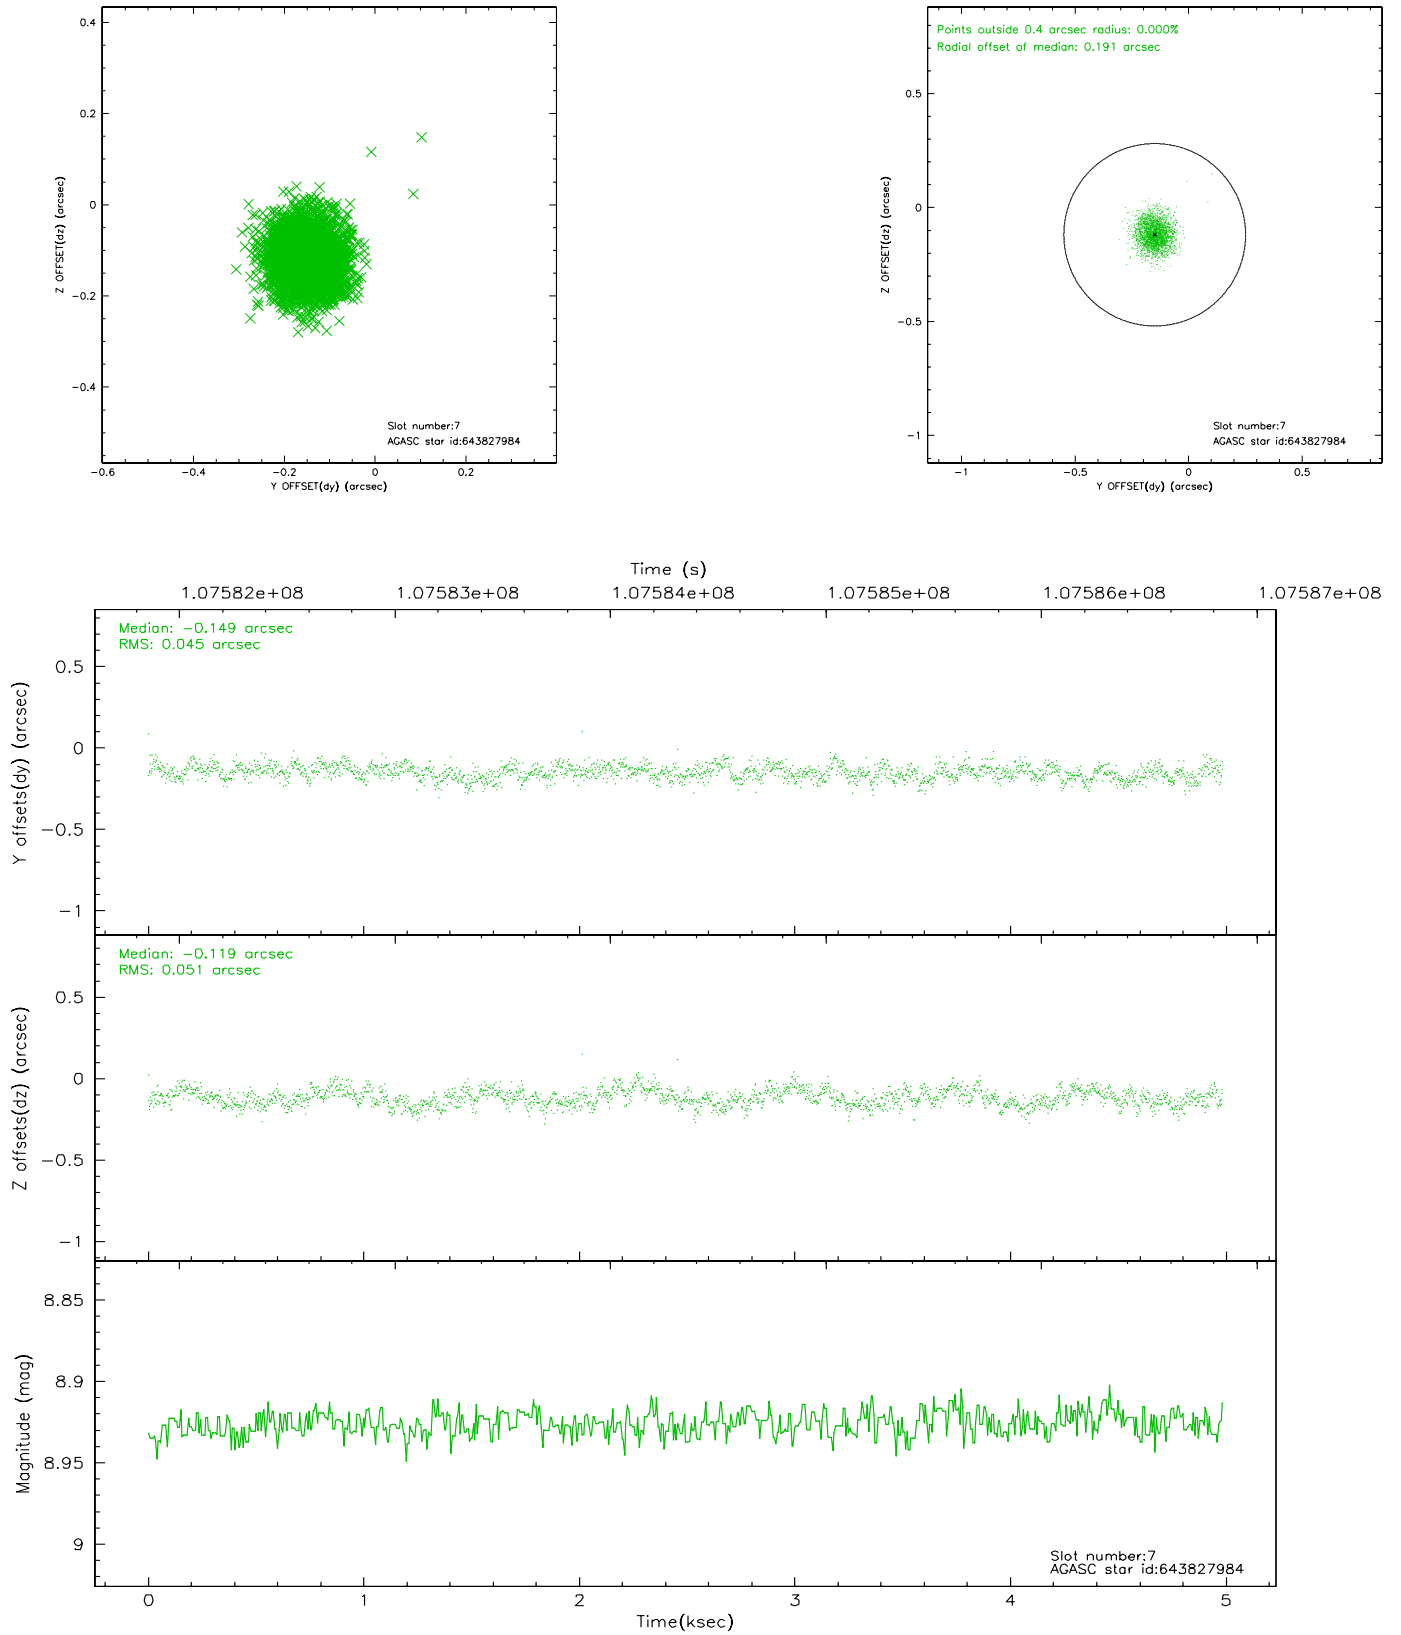 0.4
0.2
0
−0.2
−0.4
Z OFFSET(dz) (arcsec)
−0.6
−0.4
−0.2
0
0.2
Y OFFSET(dy) (arcsec)
Slot number:7
AGASC star id:643827984
Points outside 0.4 arcsec radius: 0.000%
Radial offset of median: 0.191 arcsec
0.5
0
−0.5
−1
Z OFFSET(dz) (arcsec)
−1
−0.5
0
0.5
Y OFFSET(dy) (arcsec)
Slot number:7
AGASC star id:643827984
Time (s)
1.07582e+08
1.07583e+08
1.07584e+08
1.07585e+08
1.07586e+08
1.07587e+08
Median: −0.149 arcsec
RMS: 0.045 arcsec
0.5
0
−0.5
−1
Y offsets(dy) (arcsec)
Median: −0.119 arcsec
RMS: 0.051 arcsec
0.5
0
−0.5
−1
Z offsets(dz) (arcsec)
8.85
8.9
8.95
9
Magnitude (mag)
Slot number:7
AGASC star id:643827984
0
1
2
3
4
5
Time(ksec)